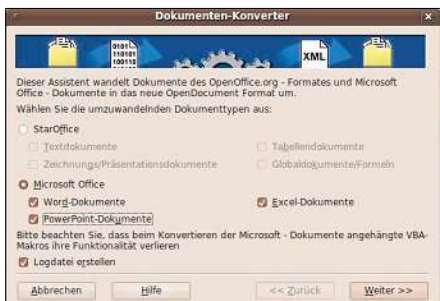 Dokumenten-Konverter
XML
Dieser Assistent wandelt Dokumente des OpenOffice.org - Formates und Microsoft
Office - Dokumente in das neue OpenDocument Format um.
Wählen Sie die umzuwandelnden Dokumenttypen aus:
StarOffice
Textdokumente Tabellendokumente
Zeichnungs/Präsentationsdokumente Globaldokumente/Formeln
Microsoft Office
Word-Dokumente Excel-Dokumente
PowerPoint-Dokumente
Bitte beachten Sie, dass beim Konvertieren der Microsoft - Dokumente angehängte VBA-
Makros ihre Funktionalität verlieren
Logdatei erstellen
Abbrechen Hilfe << Zurück Weiter >>